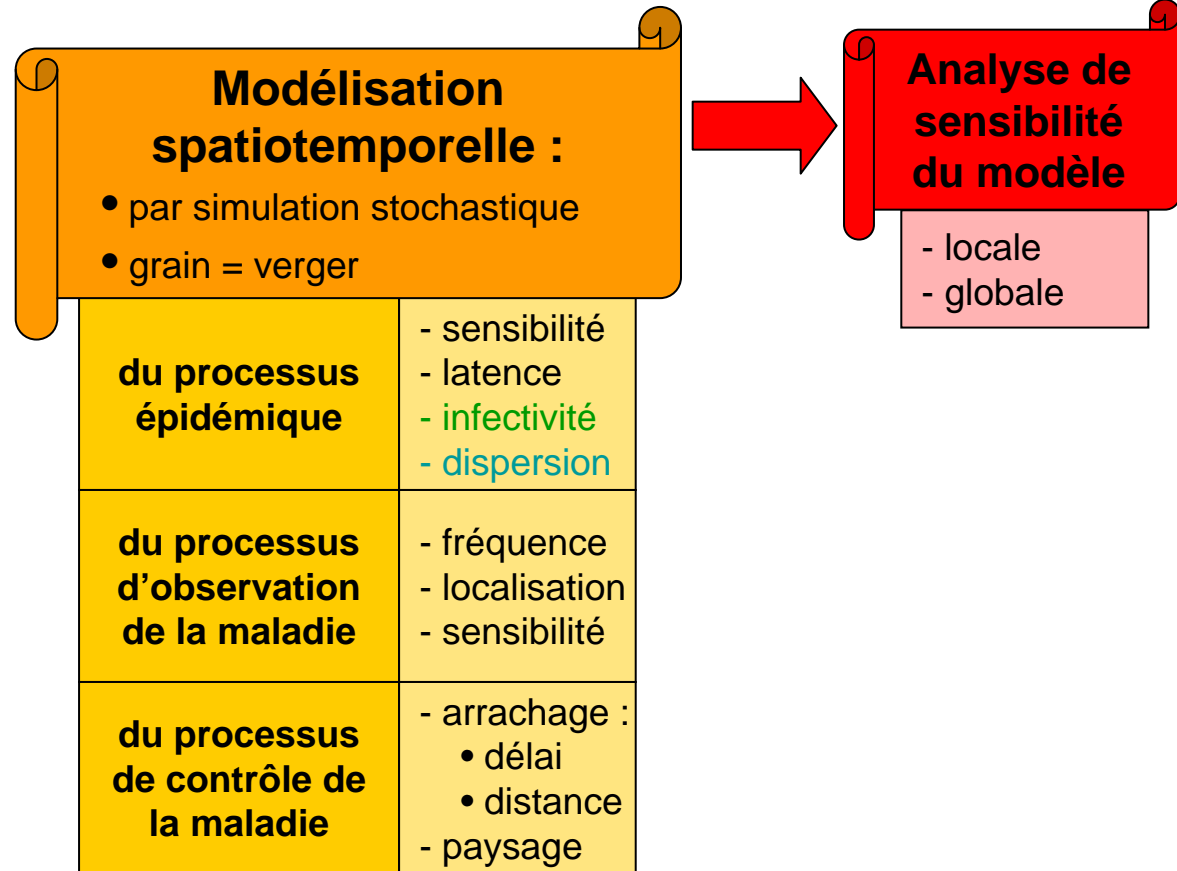 Modélisation
spatiotemporelle :
• par simulation stochastique
• grain = verger
du processus
épidémique
- sensibilité
- latence
- infectivité
- dispersion
du processus
d’observation
de la maladie
- fréquence
- localisation
- sensibilité
du processus
de contrôle de
la maladie
- arrachage :
• délai
• distance
- paysage
Analyse de
sensibilité
du modèle
- locale
- globale